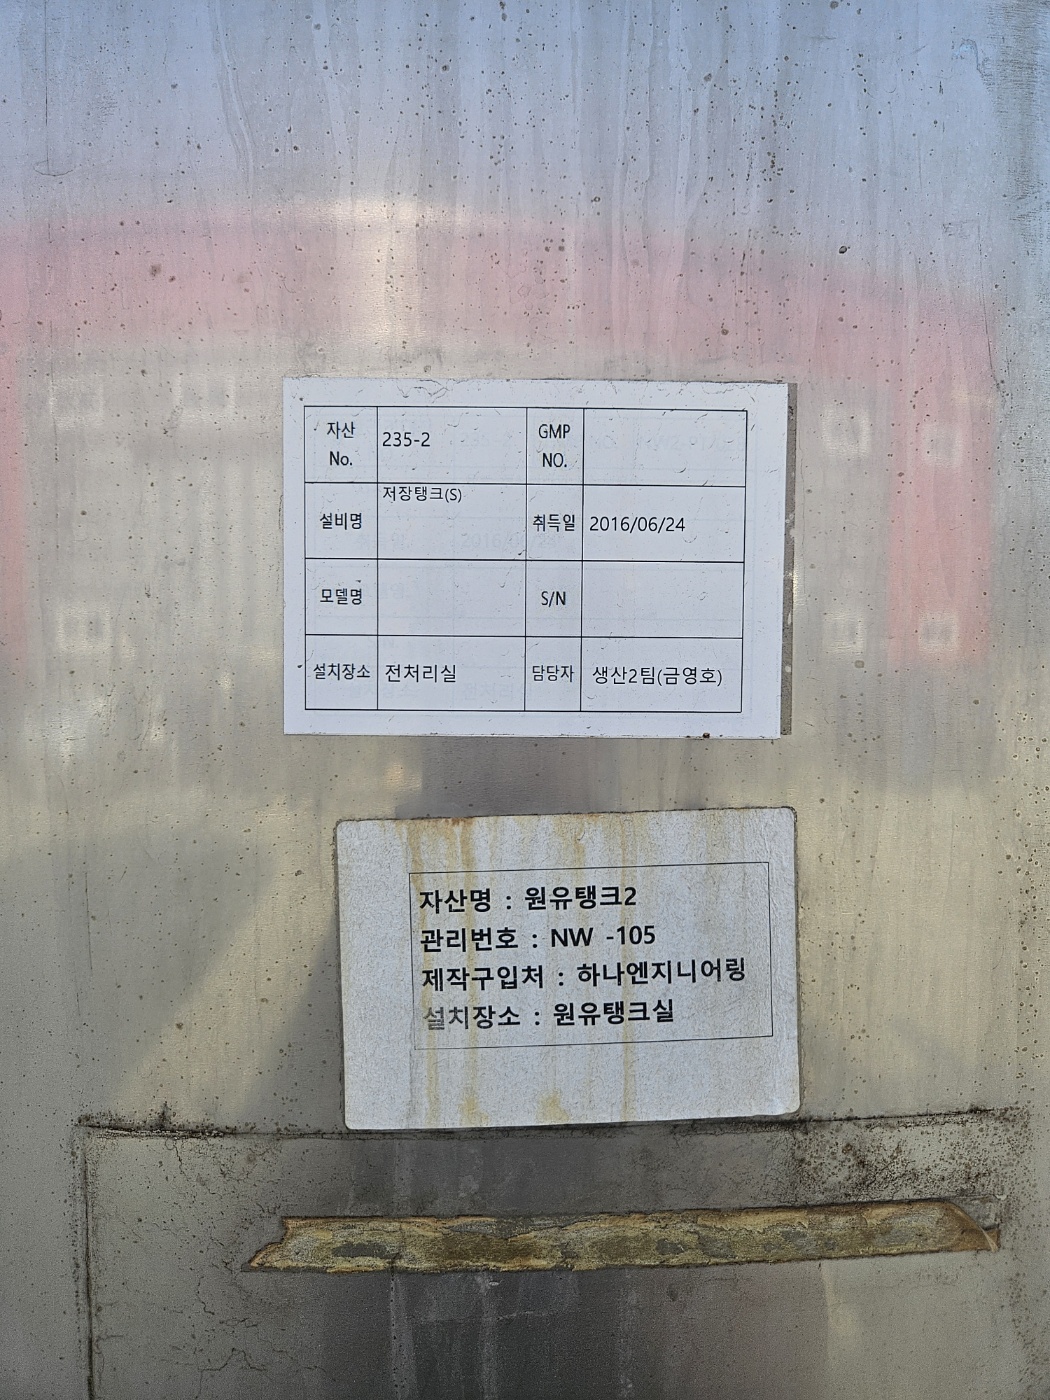 자산 No. 235-2 GMP NO.
설비명 저장탱크(S) 취득일 2016/06/24
모델명 S/N
설치장소 전처리실 담당자 생산2팀(금영호)
자산명 : 원유탱크2
관리번호 : NW -105
제작구입처 : 하나엔지니어링
설치장소 : 원유탱크실